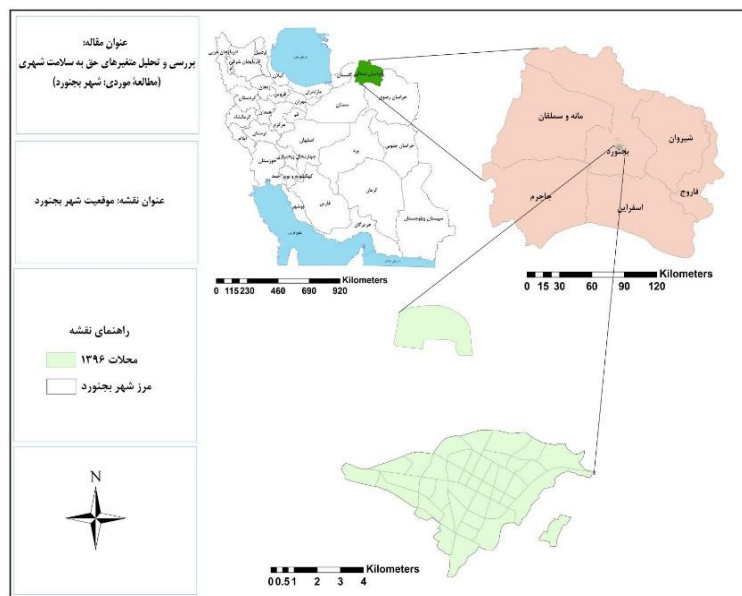 عنوان مقاله:
بررسی و تحلیل متغیرهای حق به سلامت شهری
(مطالعهٔ موردی: شهر بجنورد)
عنوان نقشه: موقعیت شهر بجنورد
راهنمای نقشه
محلات ۱۳۹۶
مرز شهر بجنورد
N
اردبیل
گیلان
زنجان
مازندران
گلستان
خراسان شمالی
خراسان رضوی
کردستان
قزوین
تهران
سمنان
همدان
قم
کرمانشاه
مرکزی
لرستان
ایلام
اصفهان
یزد
خراسان جنوبی
خوزستان
کهگیلویه و بویر احمد
کرمان
بوشهر
فارس
سیستان وبلوچستان
هرمزگان
Kilometers
0 115 230 460 690 920
مانه و سملقان
شیروان
بجنورد
فاروج
جاجرم
اسفراین
Kilometers
0 15 30 60 90 120
Kilometers
0 0.5 1 2 3 4